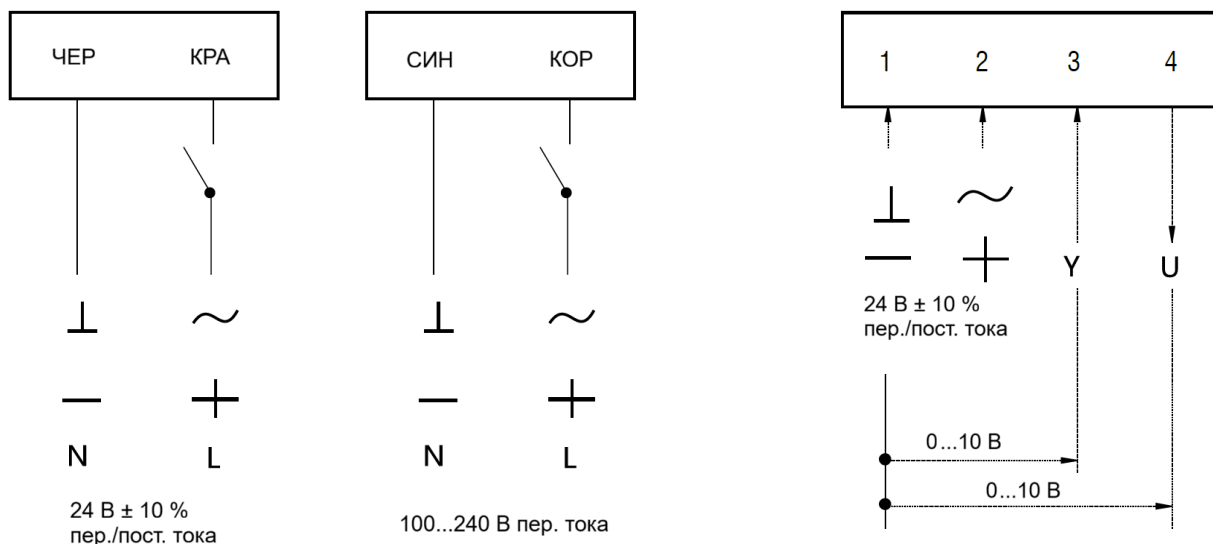 ЧЕР КРА
СИН КОР
1 2 3 4
Y U
24 В ± 10 %
пер./пост. тока
0...10 В
0...10 В
N L
N L
24 В ± 10 %
пер./пост. тока
100...240 В пер. тока